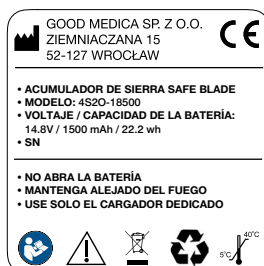 GOOD MEDICA SP. Z O.O.
ZIEMNIACZANA 15
52-127 WROCŁAW
CE
• ACUMULADOR DE SIERRA SAFE BLADE
• MODELO: 4S2O-18500
• VOLTAJE / CAPACIDAD DE LA BATERÍA:
14.8V / 1500 mAh / 22.2 wh
• SN
• NO ABRA LA BATERÍA
• MANTENGA ALEJADO DEL FUEGO
• USE SOLO EL CARGADOR DEDICADO
40°C
5°C